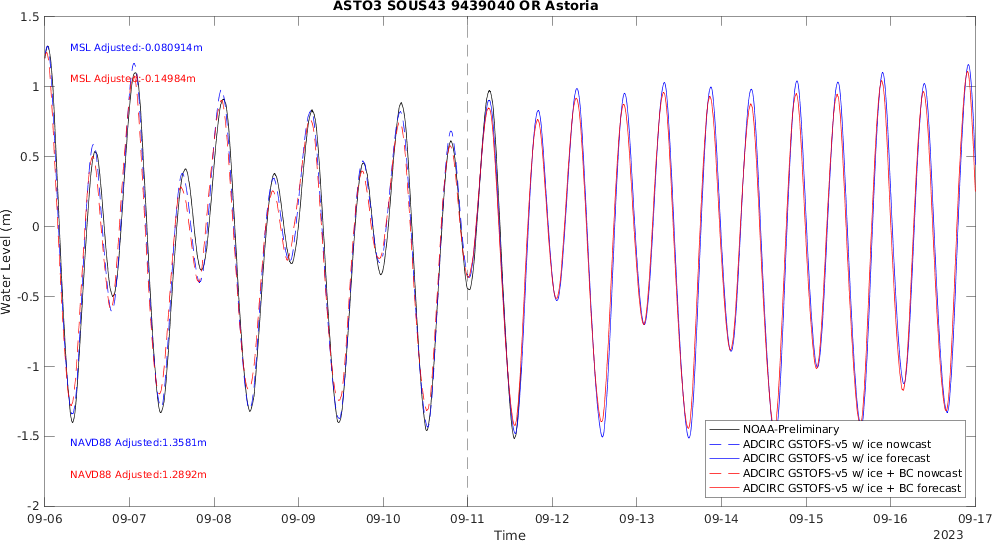 ASTO3 SOUS43 9439040 OR Astoria
1.5
1
0.5
0
-0.5
-1
-1.5
-2
Water Level (m)
MSL Adjusted:-0.080914m
MSL Adjusted:-0.14984m
NAVD88 Adjusted:1.3581m
NAVD88 Adjusted:1.2892m
NOAA-Preliminary
ADCIRC GSTOFS-v5 w/ ice nowcast
ADCIRC GSTOFS-v5 w/ ice forecast
ADCIRC GSTOFS-v5 w/ ice + BC nowcast
ADCIRC GSTOFS-v5 w/ ice + BC forecast
09-06 09-07 09-08 09-09 09-10 09-11 09-12 09-13 09-14 09-15 09-16 09-17
Time
2023